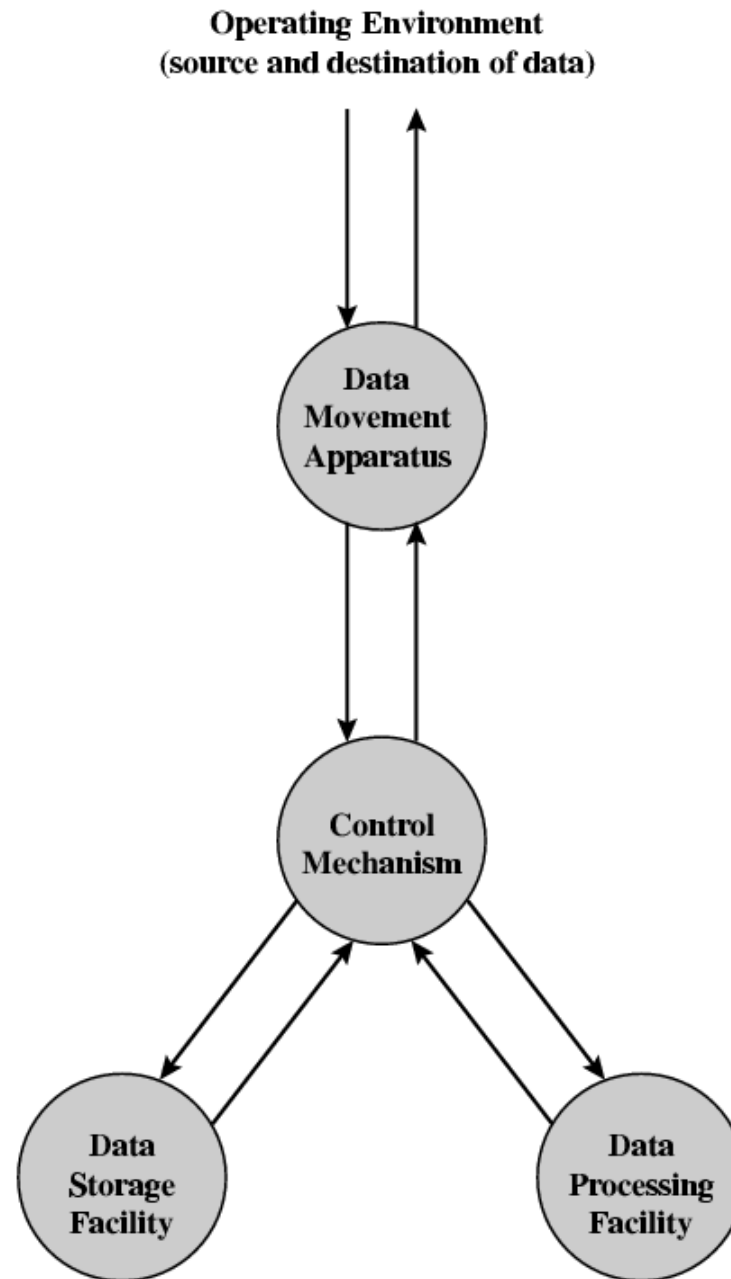 Operating Environment
(source and destination of data)
Data
Movement
Apparatus
Control
Mechanism
Data
Storage
Facility
Data
Processing
Facility